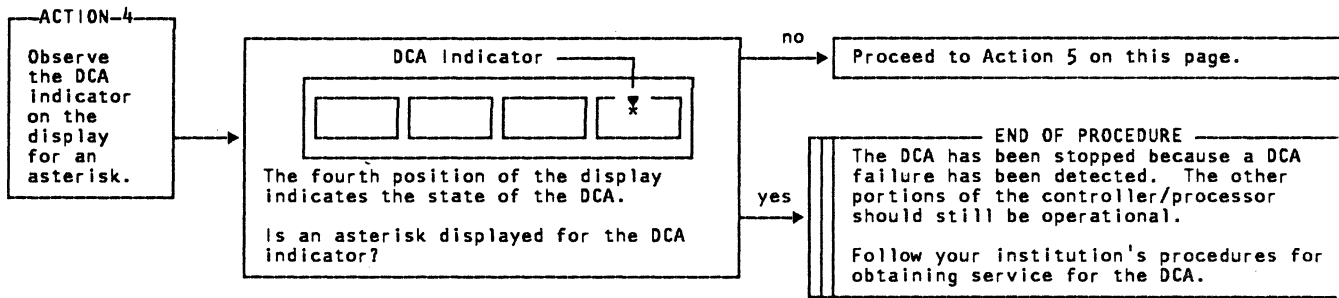 ACTION-4
Observe
the DCA
indicator
on the
display
for an
asterisk.
DCA Indicator
*
The fourth position of the display
indicates the state of the DCA.
Is an asterisk displayed for the DCA
indicator?
no
Proceed to Action 5 on this page.
yes
END OF PROCEDURE
The DCA has been stopped because a DCA
failure has been detected. The other
portions of the controller/processor
should still be operational.
Follow your institution's procedures for
obtaining service for the DCA.